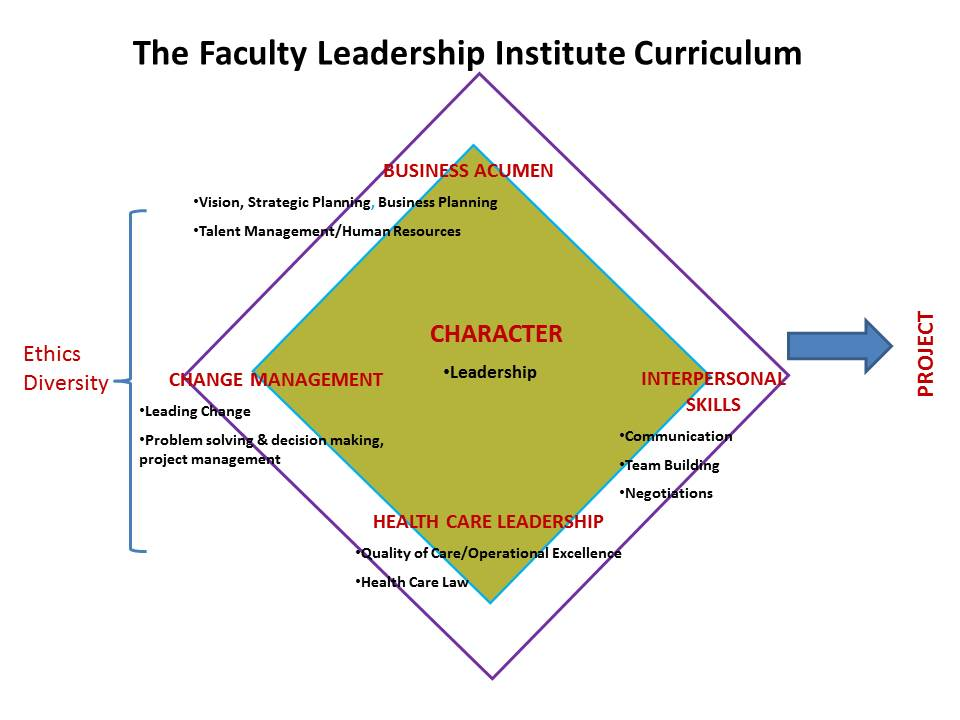 The Faculty Leadership Institute Curriculum
BUSINESS ACUMEN
•Vision, Strategic Planning, Business Planning
•Talent Management/Human Resources
Ethics
Diversity
CHARACTER
•Leadership
CHANGE MANAGEMENT
•Leading Change
•Problem solving & decision making,
project management
INTERPERSONAL
SKILLS
•Communication
•Team Building
•Negotiations
HEALTH CARE LEADERSHIP
•Quality of Care/Operational Excellence
•Health Care Law
PROJECT